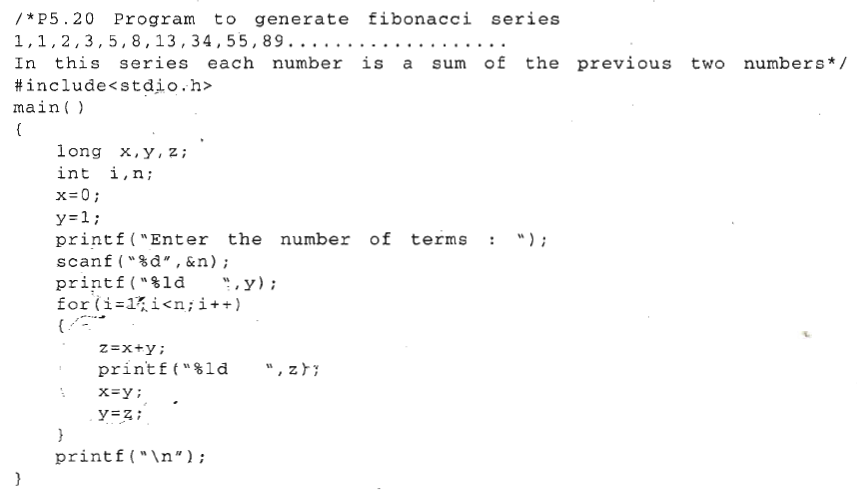 /*P5.20 Program to generate fibonacci series
1,1,2,3,5,8,13,34,55,89...................
In this series each number is a sum of the previous two numbers*/
#include<stdio.h>
main()
{
long x,y,z;
int i,n;
x=0;
y=1;
printf("Enter the number of terms : ");
scanf("%d",&n);
printf("%ld ",y);
for(i=1;i<n;i++)
{
z=x+y;
printf("%ld ",z);
x=y;
y=z;
}
printf("\n");
}